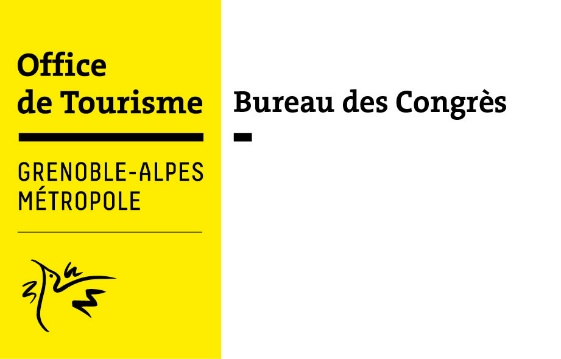 Office
de Tourisme
GRENOBLE-ALPES
MÉTROPOLE
Bureau des Congrès